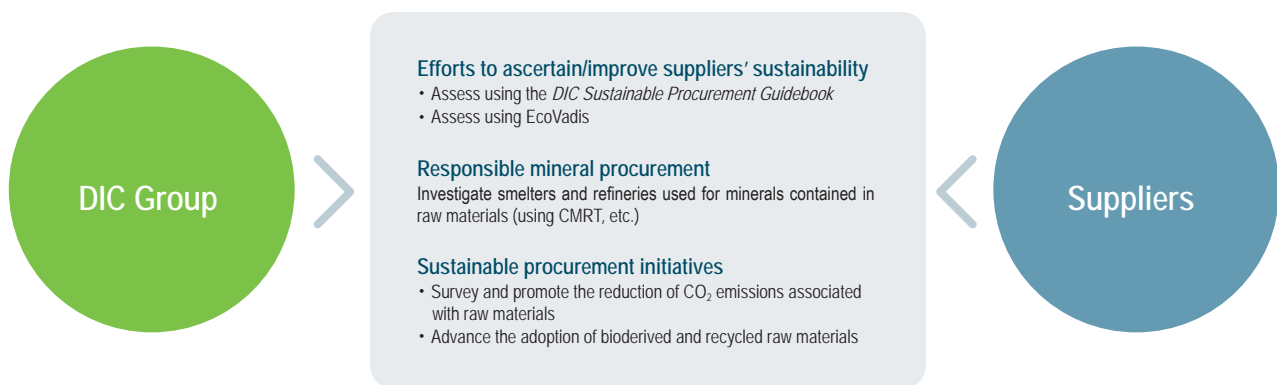 DIC Group
Efforts to ascertain/improve suppliers' sustainability
• Assess using the DIC Sustainable Procurement Guidebook
• Assess using EcoVadis
Responsible mineral procurement
Investigate smelters and refineries used for minerals contained in
raw materials (using CMRT, etc.)
Sustainable procurement initiatives
• Survey and promote the reduction of CO₂ emissions associated
with raw materials
• Advance the adoption of bioderived and recycled raw materials
Suppliers